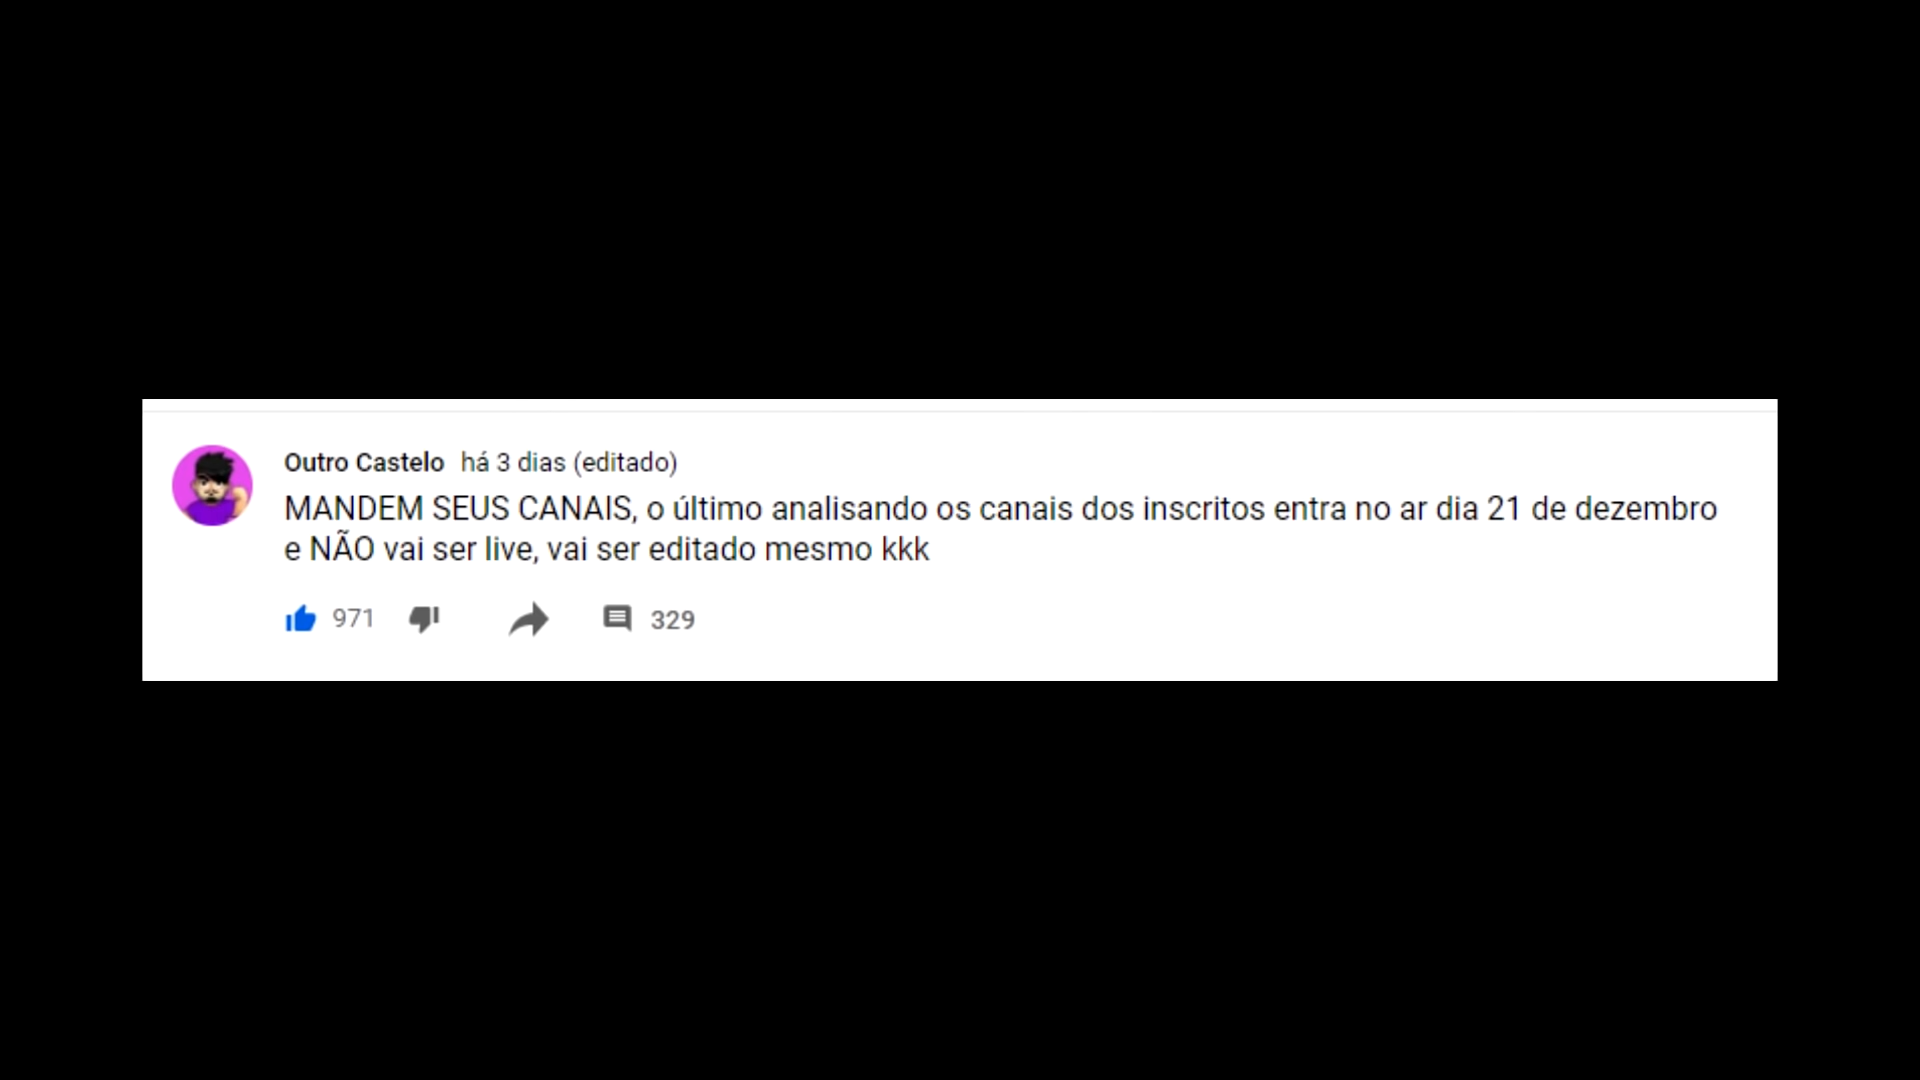 Outro Castelo há 3 dias (editado)
MANDEM SEUS CANAIS, o último analisando os canais dos inscritos entra no ar dia 21 de dezembro
e NÃO vai ser live, vai ser editado mesmo kkk
971 329